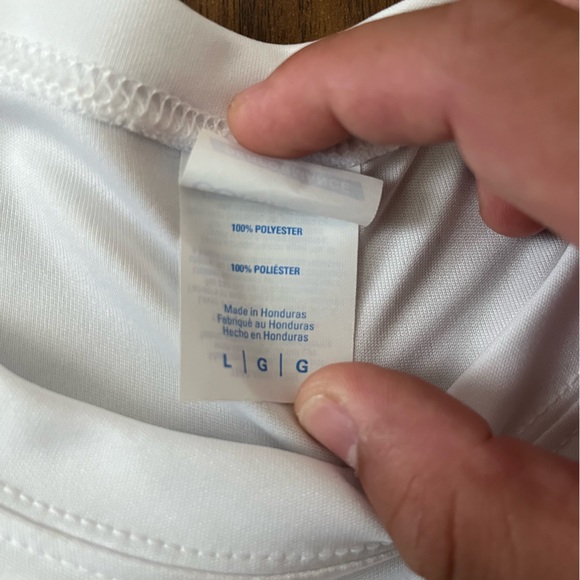 100% POLYESTER
100% POLIÉSTER
Made in Honduras
Fabriqué au Honduras
Hecho en Honduras
L | G | G